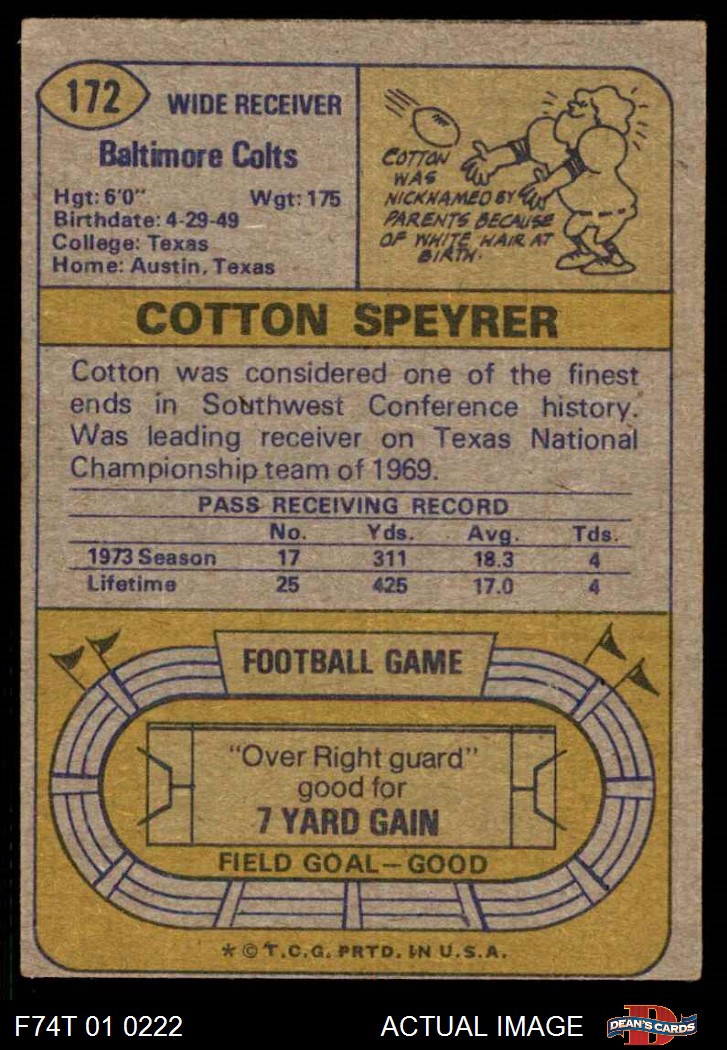 172
WIDE RECEIVER
Baltimore Colts
Hgt: 6'0" Wgt: 175
Birthdate: 4-29-49
College: Texas
Home: Austin, Texas
COTTON
WAS
NICKNAMED BY
PARENTS BECAUSE
OF WHITE HAIR AT
BIRTH.
COTTON SPEYRER
Cotton was considered one of the finest
ends in Southwest Conference history.
Was leading receiver on Texas National
Championship team of 1969.
PASS RECEIVING RECORD
No. Yds. Avg. Tds.
1973 Season 17 311 18.3 4
Lifetime 25 425 17.0 4
FOOTBALL GAME
"Over Right guard"
good for
7 YARD GAIN
FIELD GOAL—GOOD
* © T.C.G. PRTD. IN U.S.A.
F74T 01 0222 ACTUAL IMAGE
D
DEAN'S CARDS